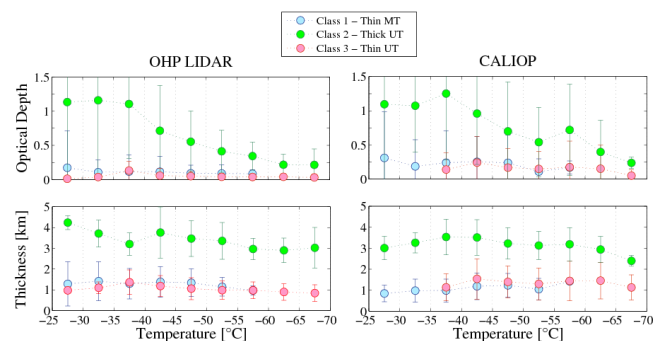 Class 1 – Thin MT
Class 2 – Thick UT
Class 3 – Thin UT
OHP LIDAR
CALIOP
Optical Depth
1.5
1
0.5
0
1.5
1
0.5
0
Thickness [km]
5
4
3
2
1
0
5
4
3
2
1
0
−25 −30 −35 −40 −45 −50 −55 −60 −65 −70
−25 −30 −35 −40 −45 −50 −55 −60 −65 −70
Temperature [°C]
Temperature [°C]